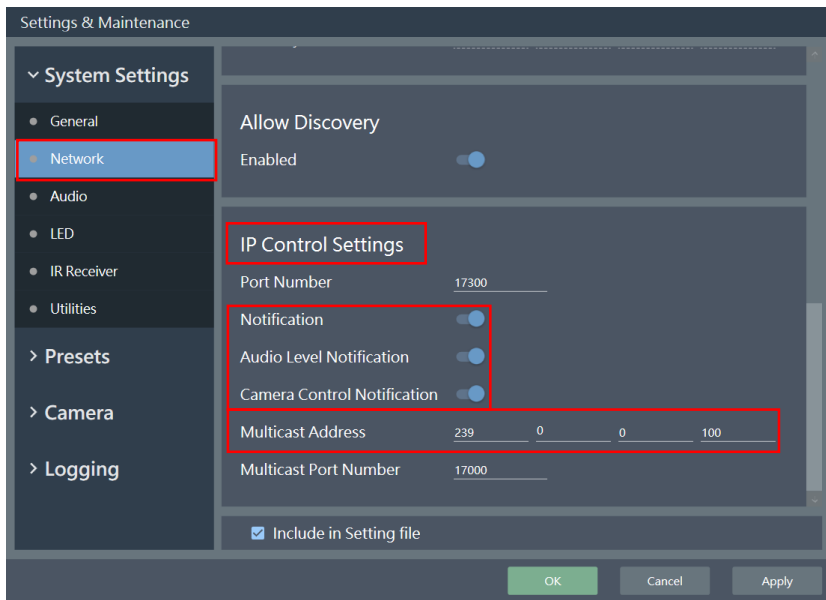 Settings & Maintenance
System Settings
General
Network
Audio
LED
IR Receiver
Utilities
Presets
Camera
Logging
Allow Discovery
Enabled
IP Control Settings
Port Number 17300
Notification
Audio Level Notification
Camera Control Notification
Multicast Address 239 0 0 100
Multicast Port Number 17000
Include in Setting file
OK Cancel Apply